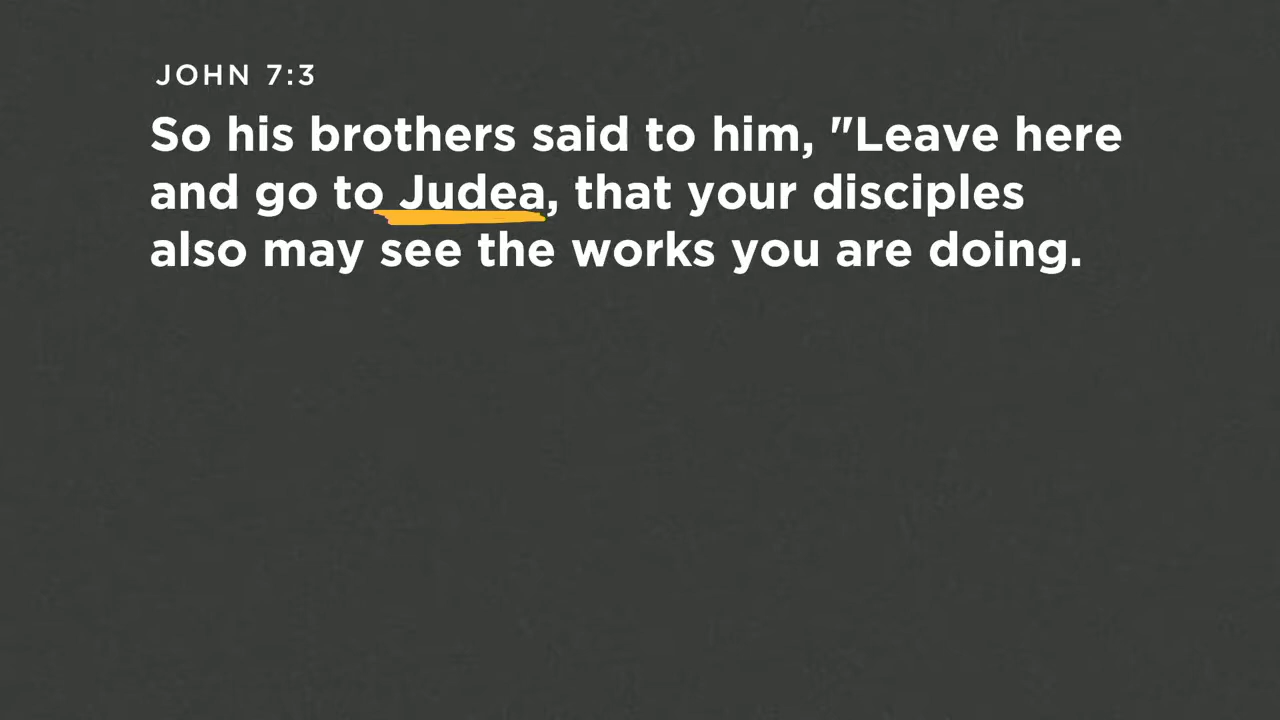 JOHN 7:3
So his brothers said to him, "Leave here
and go to Judea, that your disciples
also may see the works you are doing.